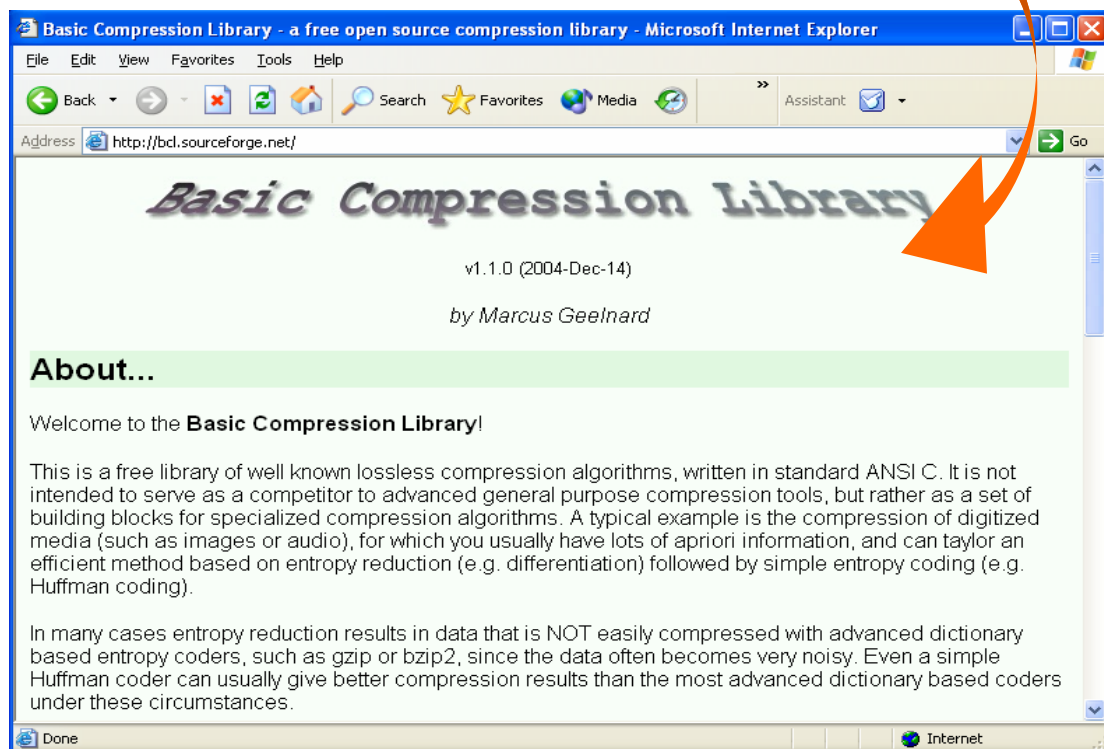 Basic Compression Library - a free open source compression library - Microsoft Internet Explorer
File Edit View Favorites Tools Help
Back Search Favorites Media » Assistant
Address http://bcl.sourceforge.net/ Go
Basic Compression Library
v1.1.0 (2004-Dec-14)
by Marcus Geelnard
About...
Welcome to the Basic Compression Library!
This is a free library of well known lossless compression algorithms, written in standard ANSI C. It is not
intended to serve as a competitor to advanced general purpose compression tools, but rather as a set of
building blocks for specialized compression algorithms. A typical example is the compression of digitized
media (such as images or audio), for which you usually have lots of apriori information, and can taylor an
efficient method based on entropy reduction (e.g. differentiation) followed by simple entropy coding (e.g.
Huffman coding).
In many cases entropy reduction results in data that is NOT easily compressed with advanced dictionary
based entropy coders, such as gzip or bzip2, since the data often becomes very noisy. Even a simple
Huffman coder can usually give better compression results than the most advanced dictionary based coders
under these circumstances.
Done Internet